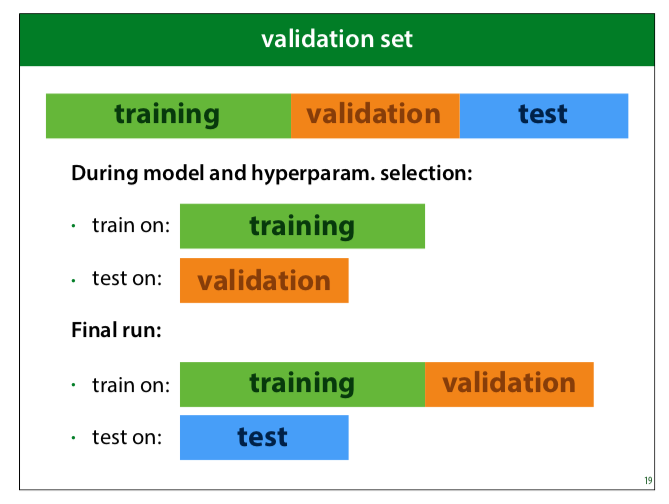 validation set
training validation test
During model and hyperparam. selection:
• train on: training
• test on: validation
Final run:
• train on: training validation
• test on: test
19